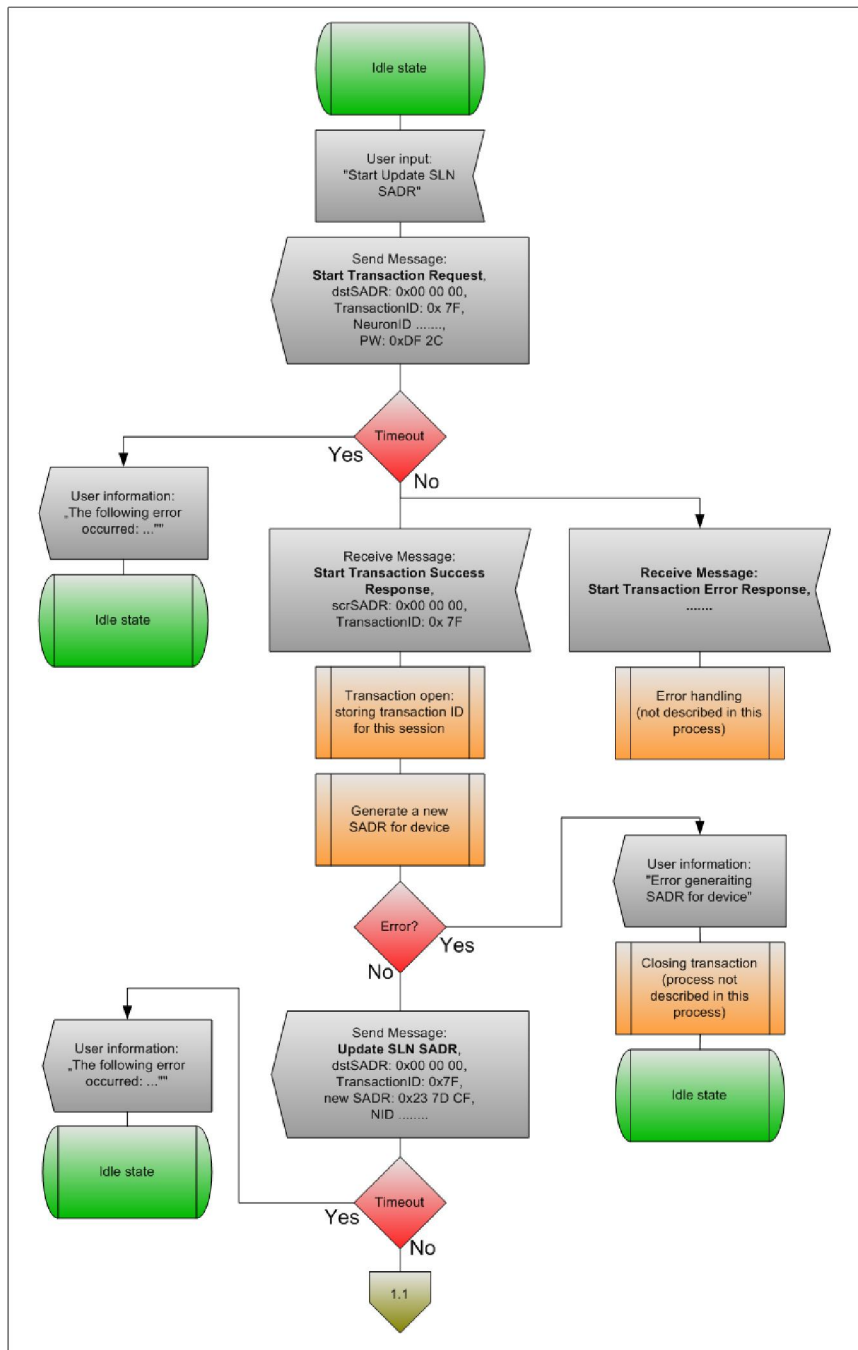 Idle state
User input:
"Start Update SLN
SADR"
Send Message:
Start Transaction Request,
dstSADR: 0x00 00 00,
TransactionID: 0x 7F,
NeuronID .......,
PW: 0xDF 2C
Timeout
Yes
No
User information:
„The following error
occurred: ...""
Idle state
Receive Message:
Start Transaction Success
Response,
scrSADR: 0x00 00 00,
TransactionID: 0x 7F
Receive Message:
Start Transaction Error Response,
.......
Transaction open:
storing transaction ID
for this session
Error handling
(not described in this
process)
Generate a new
SADR for device
Error?
Yes
No
User information:
"Error generaiting
SADR for device"
Closing transaction
(process not
described in this
process)
Idle state
Send Message:
Update SLN SADR,
dstSADR: 0x00 00 00,
TransactionID: 0x7F,
new SADR: 0x23 7D CF,
NID ........
User information:
„The following error
occurred: ...""
Idle state
Timeout
Yes
No
1.1